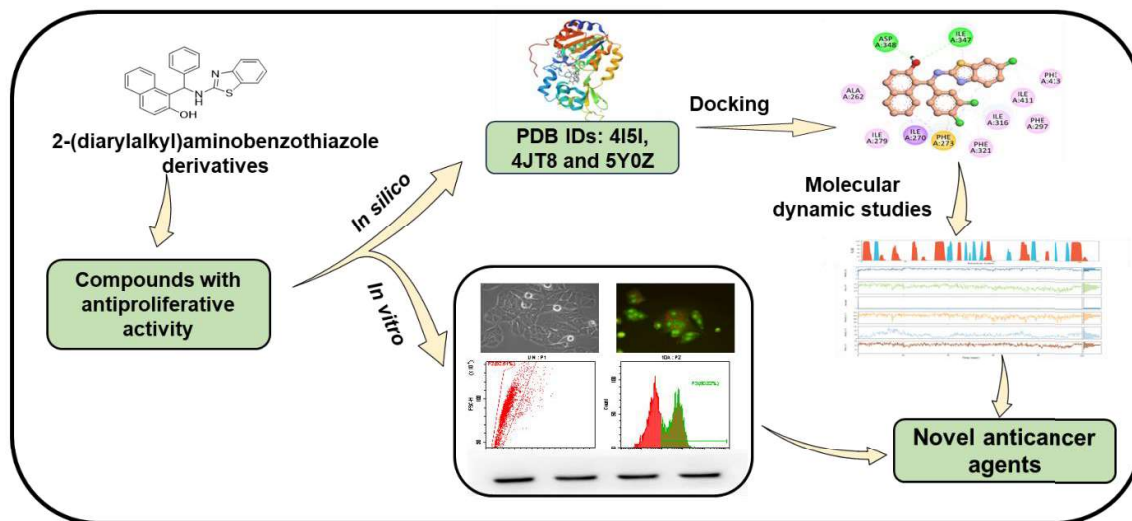 N
NH
S
OH
2-(diarylalkyl)aminobenzothiazole
derivatives
Compounds with
antiproliferative
activity
In silico
In vitro
PDB IDs: 4I5I,
4JT8 and 5Y0Z
Docking
ASP
A:348
ILE
A:347
ALA
A:262
ILE
A:279
ILE
A:270
PHE
A:273
PHE
A:321
ILE
A:316
ILE
A:411
PHE
A:297
Molecular
dynamic studies
Novel anticancer
agents